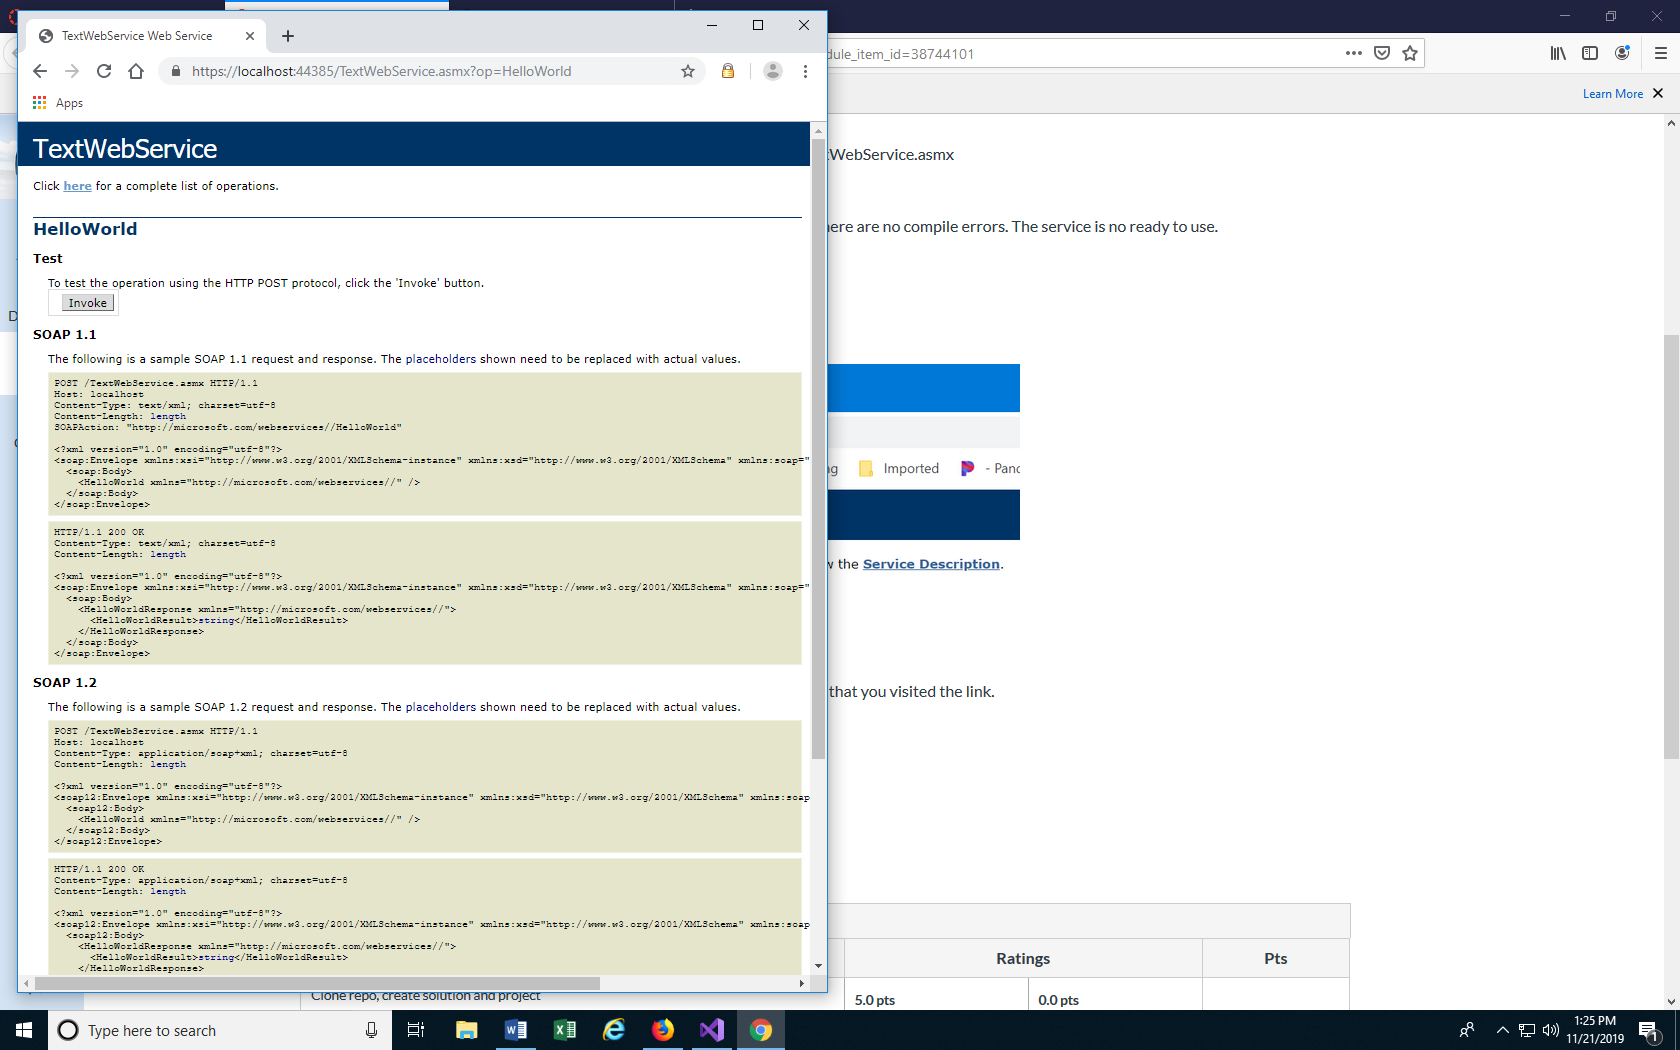 TextWebService Web Service
https://localhost:44385/TextWebService.asmx?op=HelloWorld
dule_item_id=38744101
Apps
Learn More
TextWebService
Click here for a complete list of operations.
HelloWorld
Test
To test the operation using the HTTP POST protocol, click the 'Invoke' button.
Invoke
SOAP 1.1
The following is a sample SOAP 1.1 request and response. The placeholders shown need to be replaced with actual values.
POST /TextWebService.asmx HTTP/1.1
Host: localhost
Content-Type: text/xml; charset=utf-8
Content-Length: length
SOAPAction: "http://microsoft.com/webservices//HelloWorld"
<?xml version="1.0" encoding="utf-8"?>
<soap:Envelope xmlns:xsi="http://www.w3.org/2001/XMLSchema-instance" xmlns:xsd="http://www.w3.org/2001/XMLSchema" xmlns:soap="
<soap:Body>
<HelloWorld xmlns="http://microsoft.com/webservices//" />
</soap:Body>
</soap:Envelope>
HTTP/1.1 200 OK
Content-Type: text/xml; charset=utf-8
Content-Length: length
<?xml version="1.0" encoding="utf-8"?>
<soap:Envelope xmlns:xsi="http://www.w3.org/2001/XMLSchema-instance" xmlns:xsd="http://www.w3.org/2001/XMLSchema" xmlns:soap="
<soap:Body>
<HelloWorldResponse xmlns="http://microsoft.com/webservices//">
<HelloWorldResult>string</HelloWorldResult>
</HelloWorldResponse>
</soap:Body>
</soap:Envelope>
SOAP 1.2
The following is a sample SOAP 1.2 request and response. The placeholders shown need to be replaced with actual values.
POST /TextWebService.asmx HTTP/1.1
Host: localhost
Content-Type: application/soap+xml; charset=utf-8
Content-Length: length
<?xml version="1.0" encoding="utf-8"?>
<soap12:Envelope xmlns:xsi="http://www.w3.org/2001/XMLSchema-instance" xmlns:xsd="http://www.w3.org/2001/XMLSchema" xmlns:soap
<soap12:Body>
<HelloWorld xmlns="http://microsoft.com/webservices//" />
</soap12:Body>
</soap12:Envelope>
HTTP/1.1 200 OK
Content-Type: application/soap+xml; charset=utf-8
Content-Length: length
<?xml version="1.0" encoding="utf-8"?>
<soap12:Envelope xmlns:xsi="http://www.w3.org/2001/XMLSchema-instance" xmlns:xsd="http://www.w3.org/2001/XMLSchema" xmlns:soap
<soap12:Body>
<HelloWorldResponse xmlns="http://microsoft.com/webservices//">
<HelloWorldResult>string</HelloWorldResult>
</HelloWorldResponse>
WebService.asmx
ere are no compile errors. The service is no ready to use.
ng
Imported
- Panc
w the Service Description.
that you visited the link.
Ratings
Pts
Clone repo, create solution and project
5.0 pts
0.0 pts
Type here to search
1:25 PM
11/21/2019
1